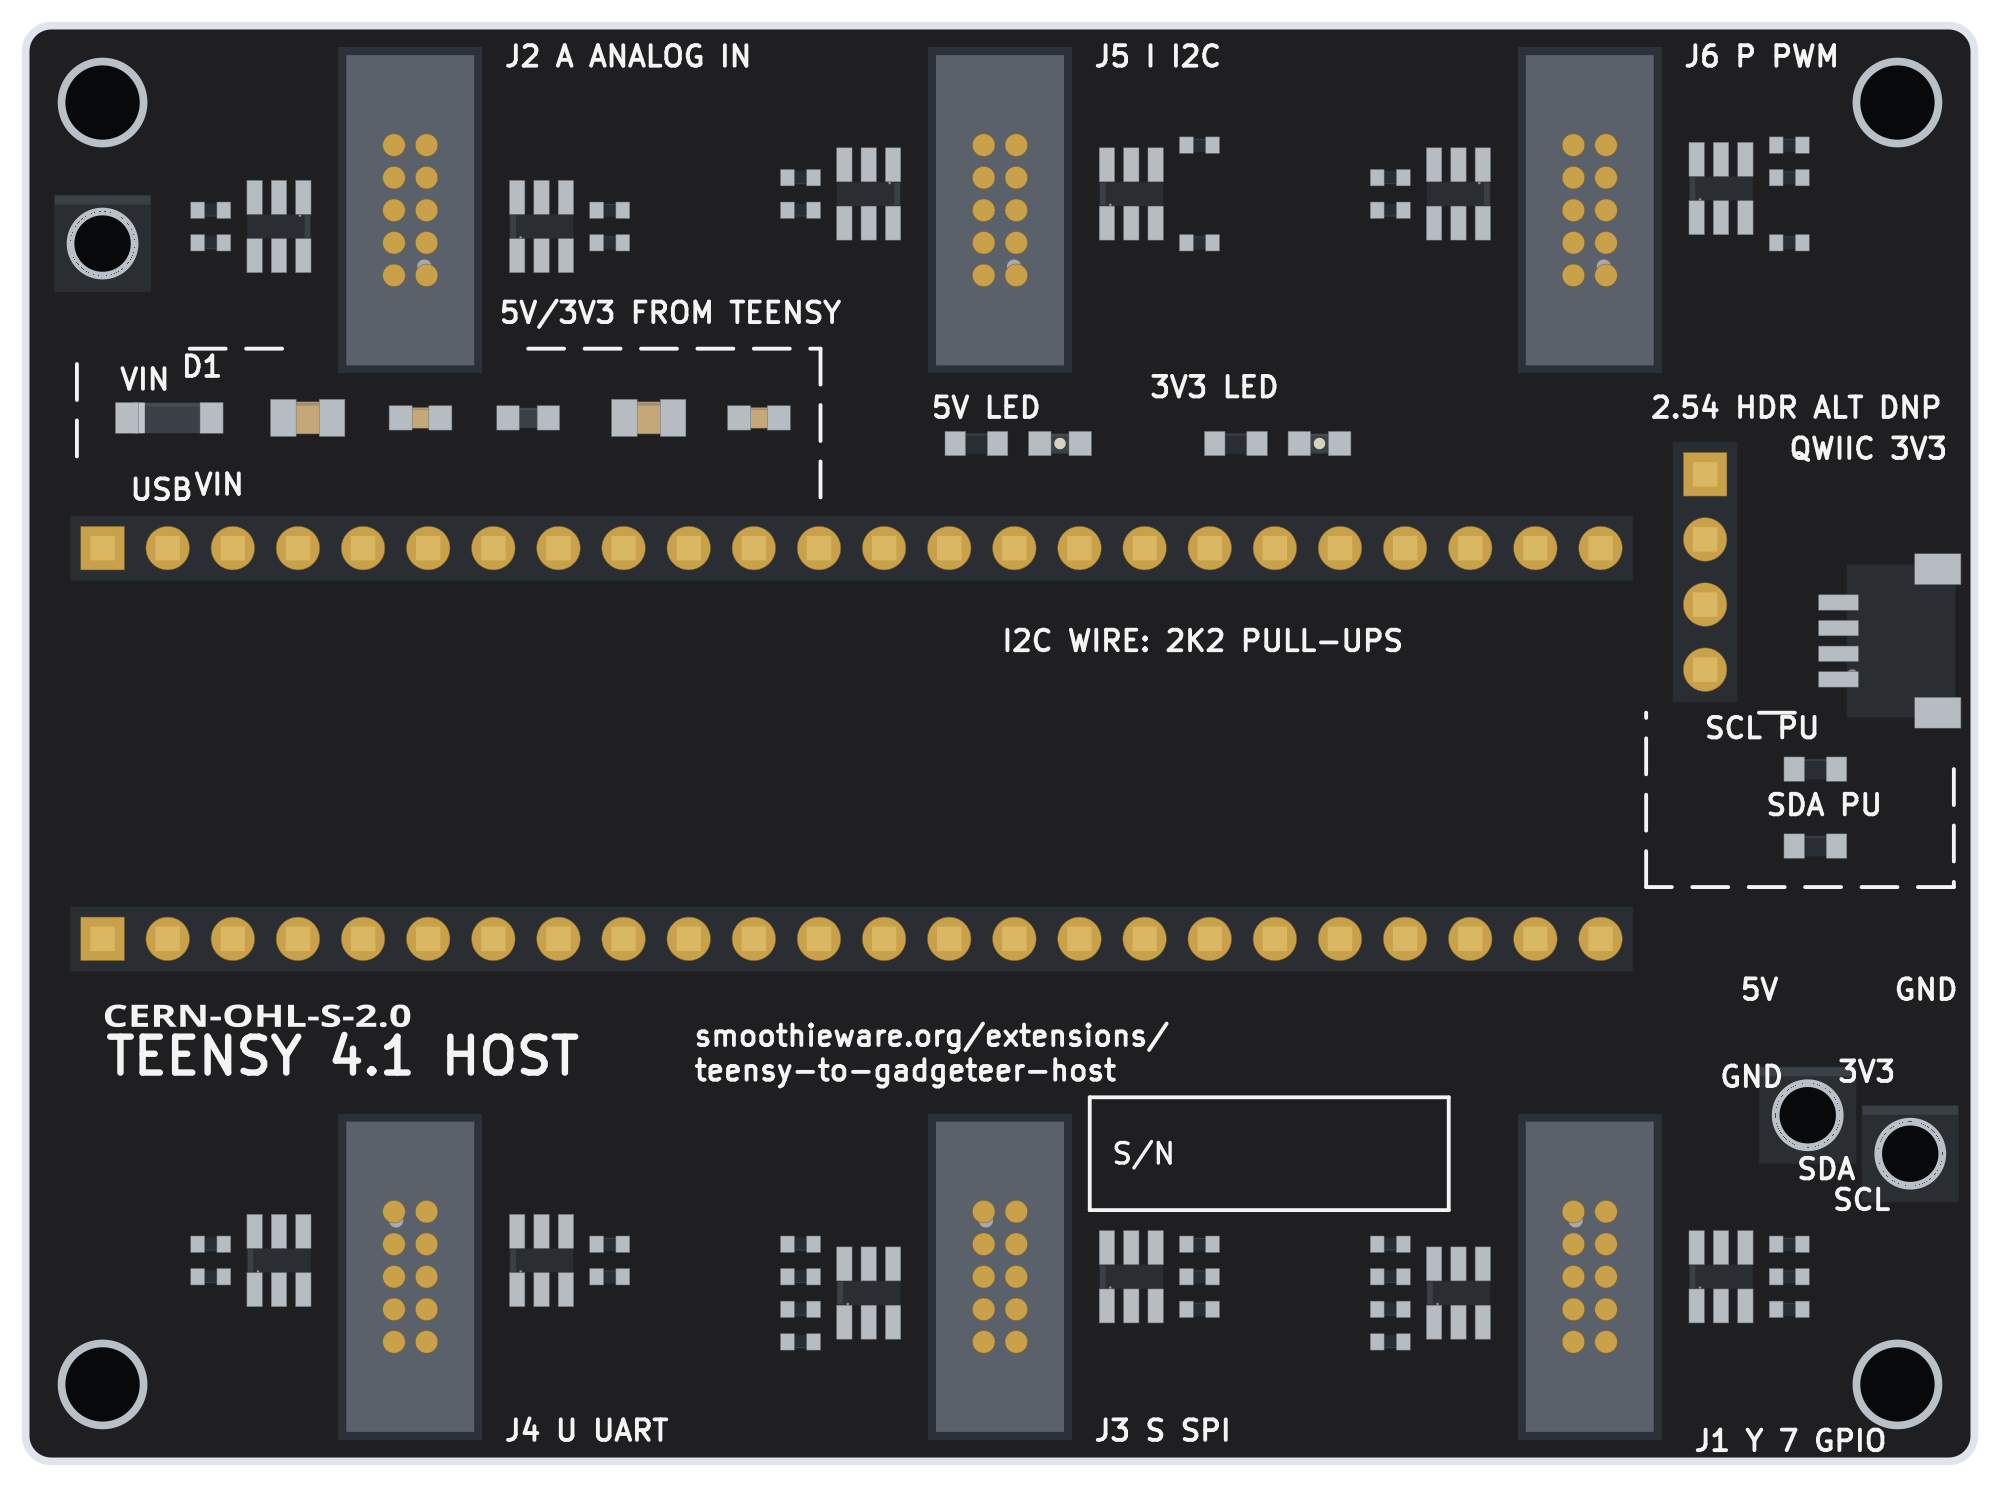 J2 A ANALOG IN
J5 I I2C
J6 P PWM
5V/3V3 FROM TEENSY
VIN
D1
5V LED
3V3 LED
2.54 HDR ALT DNP
QWIIC 3V3
USB
VIN
I2C WIRE: 2K2 PULL-UPS
SCL PU
SDA PU
5V
GND
CERN-OHL-S-2.0
TEENSY 4.1 HOST
smoothieware.org/extensions/
teensy-to-gadgeteer-host
GND
3V3
S/N
SDA
SCL
J4 U UART
J3 S SPI
J1 Y 7 GPIO